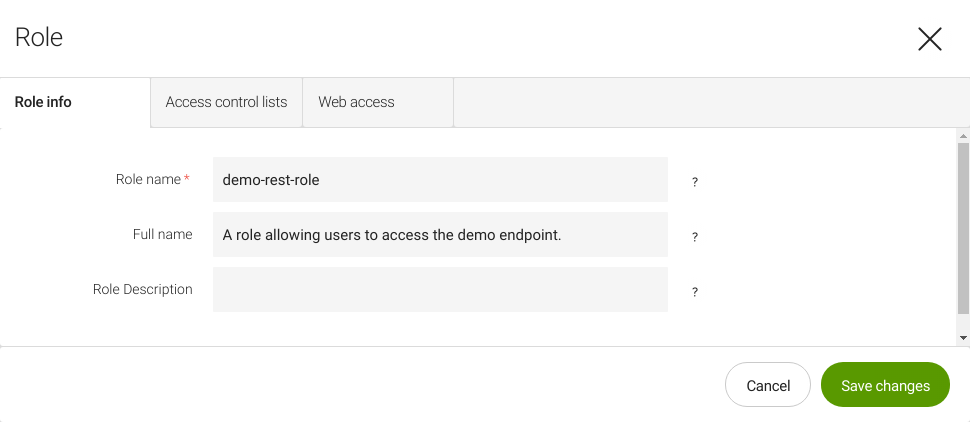 Role
Role info
Access control lists
Web access
Role name *
demo-rest-role
?
Full name
A role allowing users to access the demo endpoint.
?
Role Description
?
Cancel
Save changes